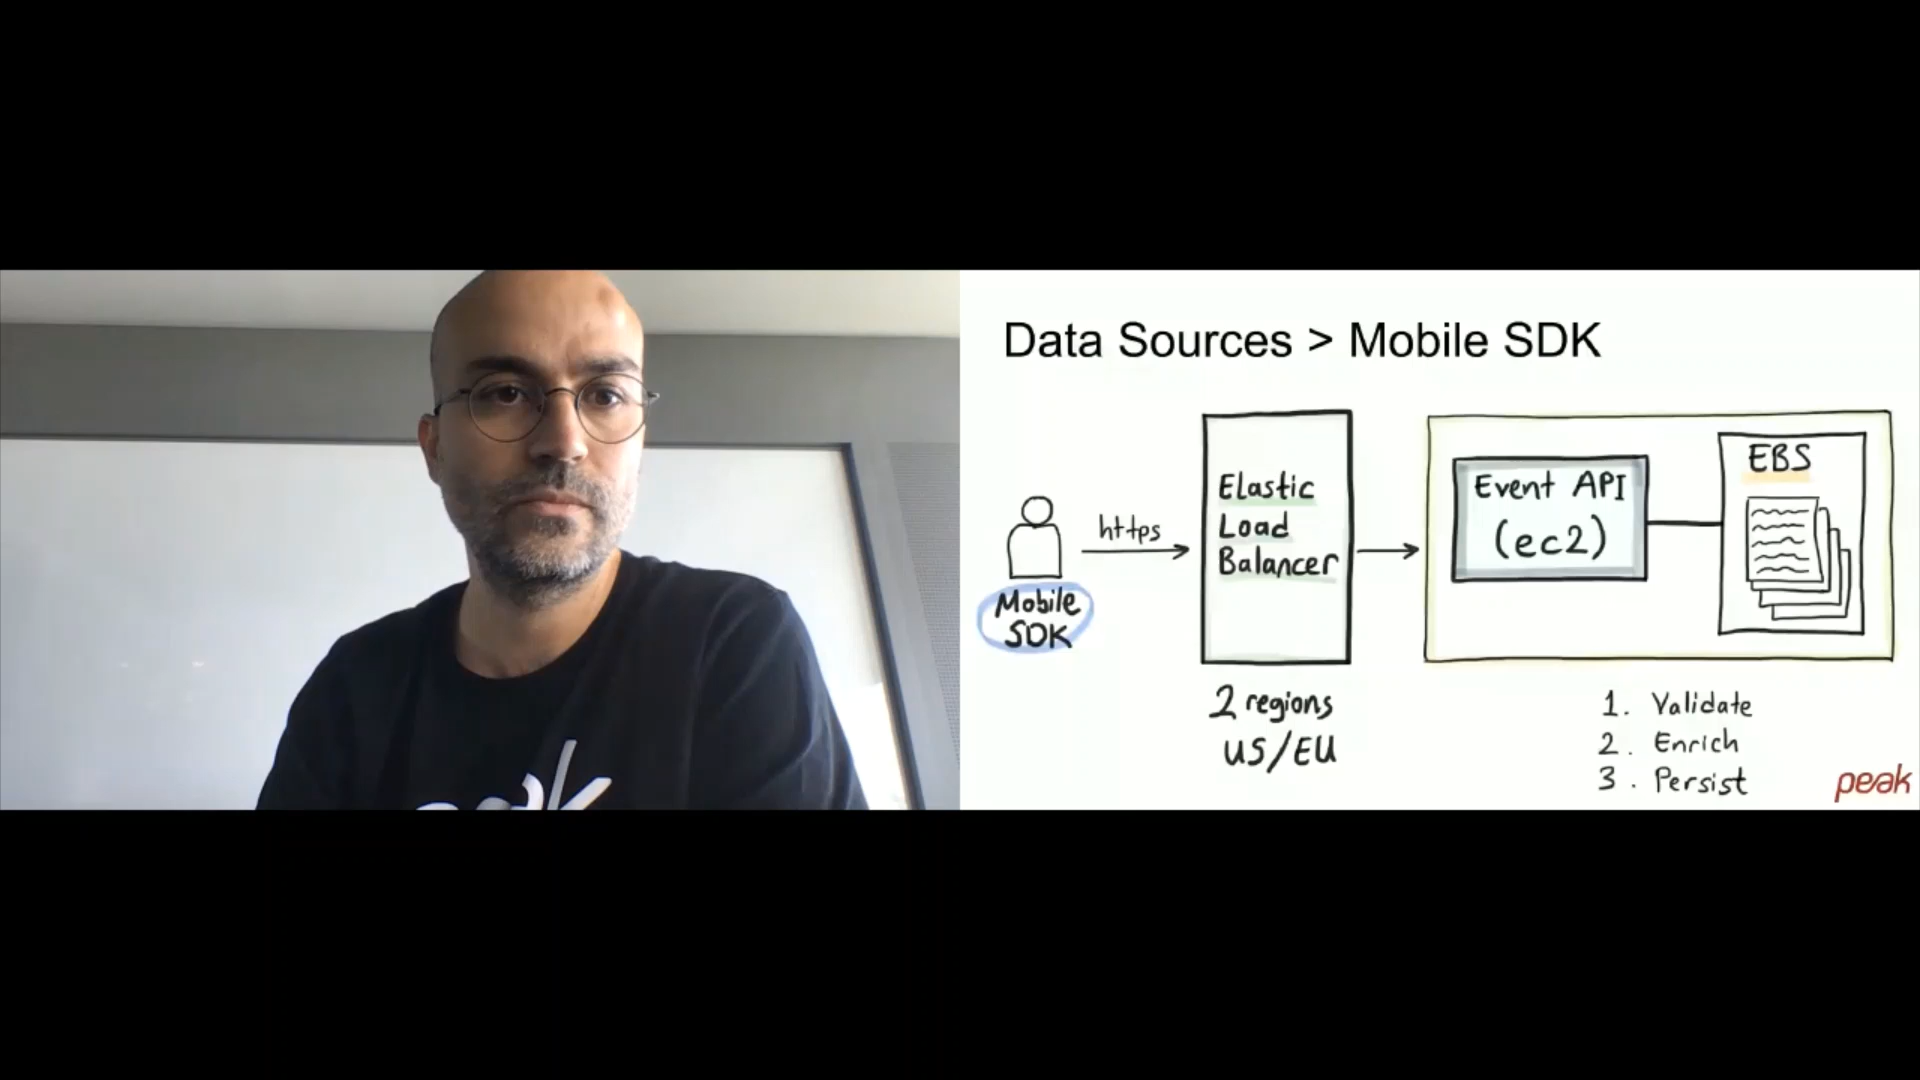 Data Sources > Mobile SDK
Mobile
SDK
https
Elastic
Load
Balancer
2 regions
US/EU
Event API
(ec2)
EBS
1. Validate
2. Enrich
3. Persist
peak